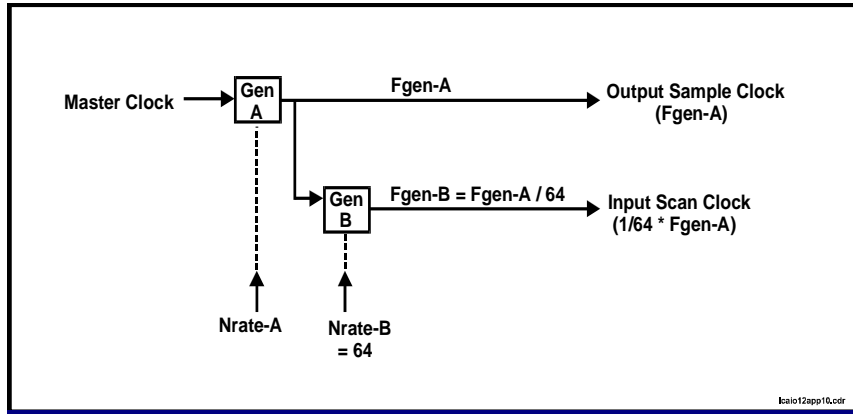 Master Clock
Gen
A
Fgen-A
Output Sample Clock
(Fgen-A)
Gen
B
Fgen-B = Fgen-A / 64
Input Scan Clock
(1/64 * Fgen-A)
Nrate-A
Nrate-B
= 64
lcaio12app10.cdr